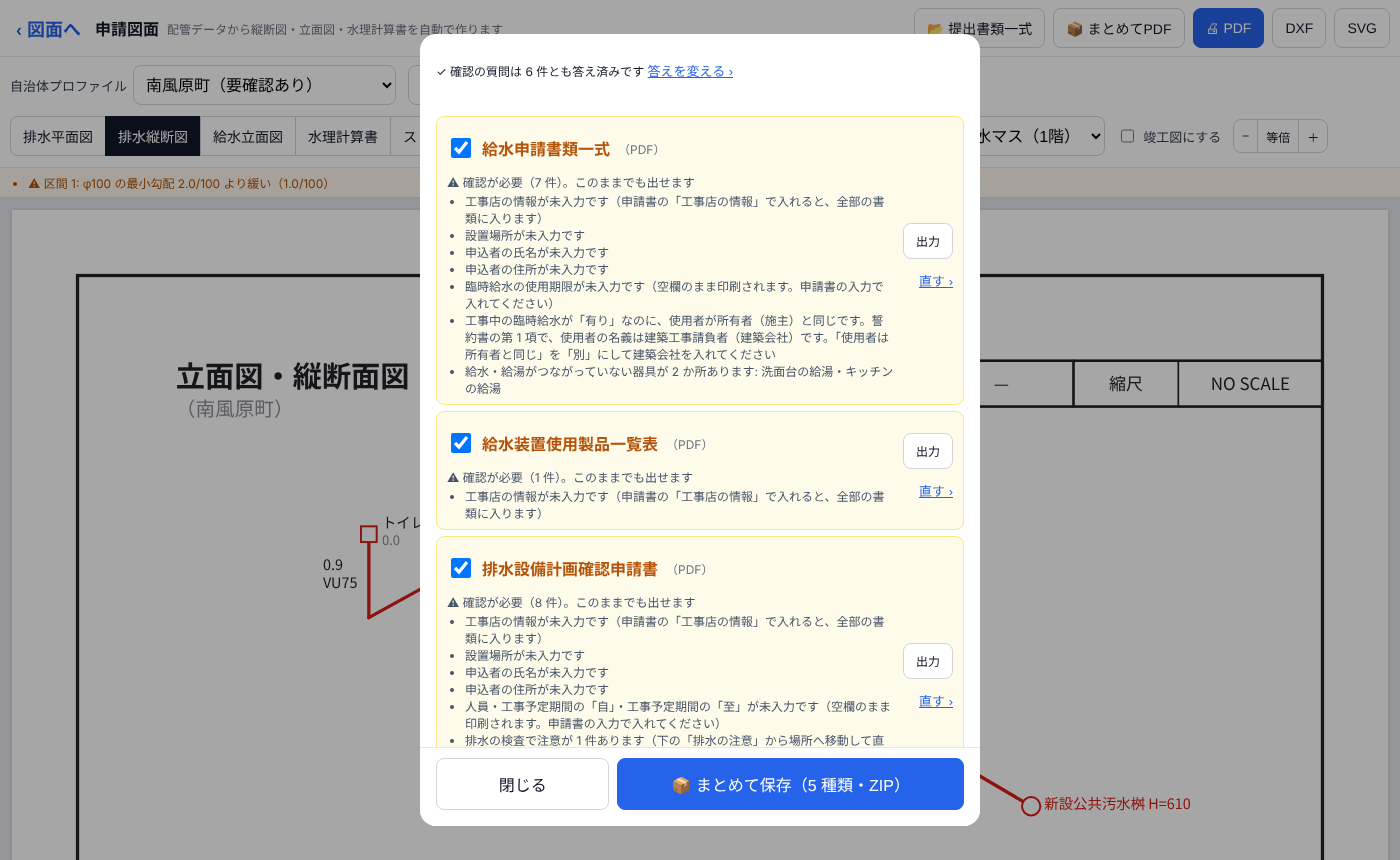 ‹ 図面へ 申請図面 配管データから縦断図・立面図・水理計算書を自動で作ります 📂 提出書類一式 📦 まとめてPDF 🖨 PDF DXF SVG
自治体プロファイル 南風原町（要確認あり）
排水平面図 排水縦断図 給水立面図 水理計算書 ス 水マス（1階） 竣工図にする − 等倍 ＋
• ⚠ 区間 1: φ100 の最小勾配 2.0/100 より緩い（1.0/100）
✓ 確認の質問は 6 件とも答え済みです 答えを変える ›
給水申請書類一式 （PDF）
⚠ 確認が必要（7 件）。このままでも出せます
• 工事店の情報が未入力です（申請書の「工事店の情報」で入れると、全部の書
類に入ります）
• 設置場所が未入力です
• 申込者の氏名が未入力です
• 申込者の住所が未入力です
• 臨時給水の使用期限が未入力です（空欄のまま印刷されます。申請書の入力で
入れてください）
• 工事中の臨時給水が「有り」なのに、使用者が所有者（施主）と同じです。誓
約書の第 1 項で、使用者の名義は建築工事請負者（建築会社）です。「使用者は
所有者と同じ」を「別」にして建築会社を入れてください
• 給水・給湯がつながっていない器具が 2 か所あります: 洗面台の給湯・キッチン
の給湯
出力
直す ›
給水装置使用製品一覧表 （PDF）
⚠ 確認が必要（1 件）。このままでも出せます
• 工事店の情報が未入力です（申請書の「工事店の情報」で入れると、全部の書
類に入ります）
出力
直す ›
排水設備計画確認申請書 （PDF）
⚠ 確認が必要（8 件）。このままでも出せます
• 工事店の情報が未入力です（申請書の「工事店の情報」で入れると、全部の書
類に入ります）
• 設置場所が未入力です
• 申込者の氏名が未入力です
• 申込者の住所が未入力です
• 人員・工事予定期間の「自」・工事予定期間の「至」が未入力です（空欄のまま
印刷されます。申請書の入力で入れてください）
• 排水の検査で注意が 1 件あります（下の「排水の注意」から場所へ移動して直
出力
直す ›
閉じる 📦 まとめて保存（5 種類・ZIP）
立面図・縦断面図
（南風原町）
— 縮尺 NO SCALE
トイレ
0.0
0.9
VU75
新設公共汚水桝 H=610